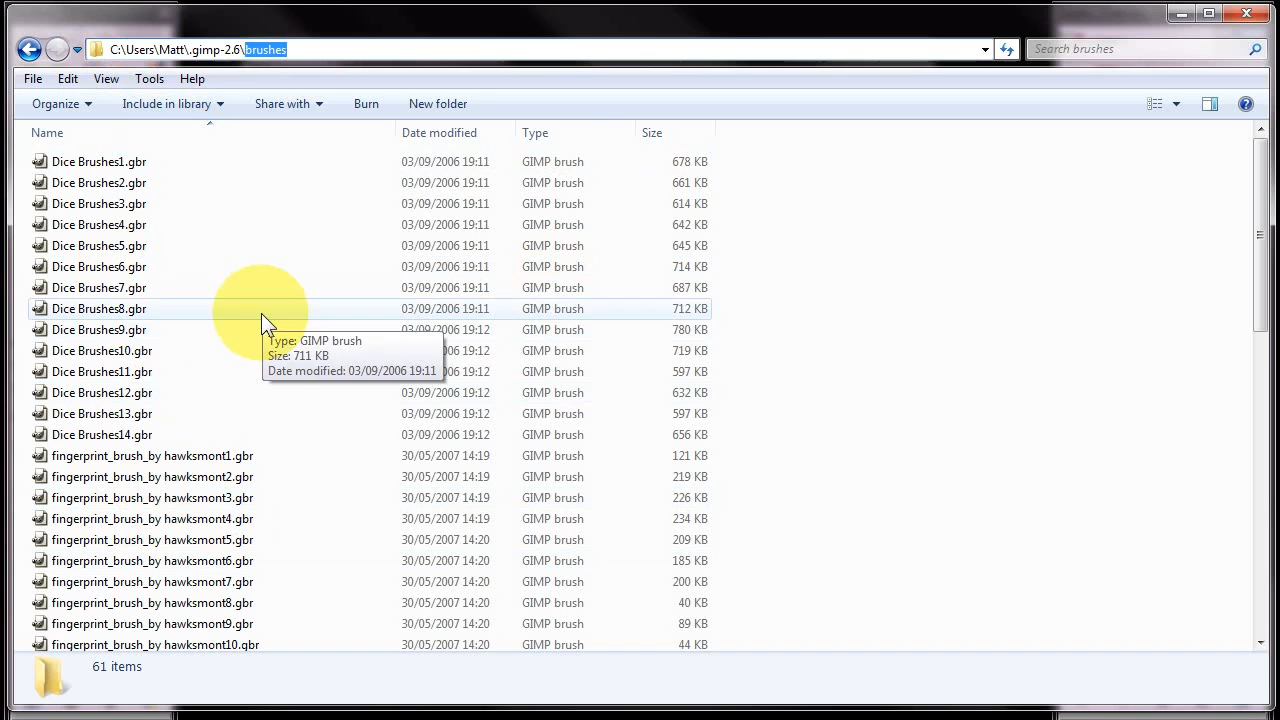 C:\Users\Matt\.gimp-2.6\brushes
Search brushes
File Edit View Tools Help
Organize Include in library Share with Burn New folder
Name Date modified Type Size
Dice Brushes1.gbr 03/09/2006 19:11 GIMP brush 678 KB
Dice Brushes2.gbr 03/09/2006 19:11 GIMP brush 661 KB
Dice Brushes3.gbr 03/09/2006 19:11 GIMP brush 614 KB
Dice Brushes4.gbr 03/09/2006 19:11 GIMP brush 642 KB
Dice Brushes5.gbr 03/09/2006 19:11 GIMP brush 645 KB
Dice Brushes6.gbr 03/09/2006 19:11 GIMP brush 714 KB
Dice Brushes7.gbr 03/09/2006 19:11 GIMP brush 687 KB
Dice Brushes8.gbr 03/09/2006 19:11 GIMP brush 712 KB
Dice Brushes9.gbr 03/09/2006 19:12 GIMP brush 780 KB
Type: GIMP brush
Size: 711 KB
Date modified: 03/09/2006 19:11
Dice Brushes10.gbr GIMP brush 719 KB
Dice Brushes11.gbr GIMP brush 597 KB
Dice Brushes12.gbr 03/09/2006 19:12 GIMP brush 632 KB
Dice Brushes13.gbr 03/09/2006 19:12 GIMP brush 597 KB
Dice Brushes14.gbr 03/09/2006 19:12 GIMP brush 656 KB
fingerprint_brush_by hawksmont1.gbr 30/05/2007 14:19 GIMP brush 121 KB
fingerprint_brush_by hawksmont2.gbr 30/05/2007 14:19 GIMP brush 219 KB
fingerprint_brush_by hawksmont3.gbr 30/05/2007 14:19 GIMP brush 226 KB
fingerprint_brush_by hawksmont4.gbr 30/05/2007 14:19 GIMP brush 234 KB
fingerprint_brush_by hawksmont5.gbr 30/05/2007 14:20 GIMP brush 209 KB
fingerprint_brush_by hawksmont6.gbr 30/05/2007 14:20 GIMP brush 185 KB
fingerprint_brush_by hawksmont7.gbr 30/05/2007 14:20 GIMP brush 200 KB
fingerprint_brush_by hawksmont8.gbr 30/05/2007 14:20 GIMP brush 40 KB
fingerprint_brush_by hawksmont9.gbr 30/05/2007 14:20 GIMP brush 89 KB
fingerprint_brush_by hawksmont10.gbr 30/05/2007 14:20 GIMP brush 44 KB
61 items